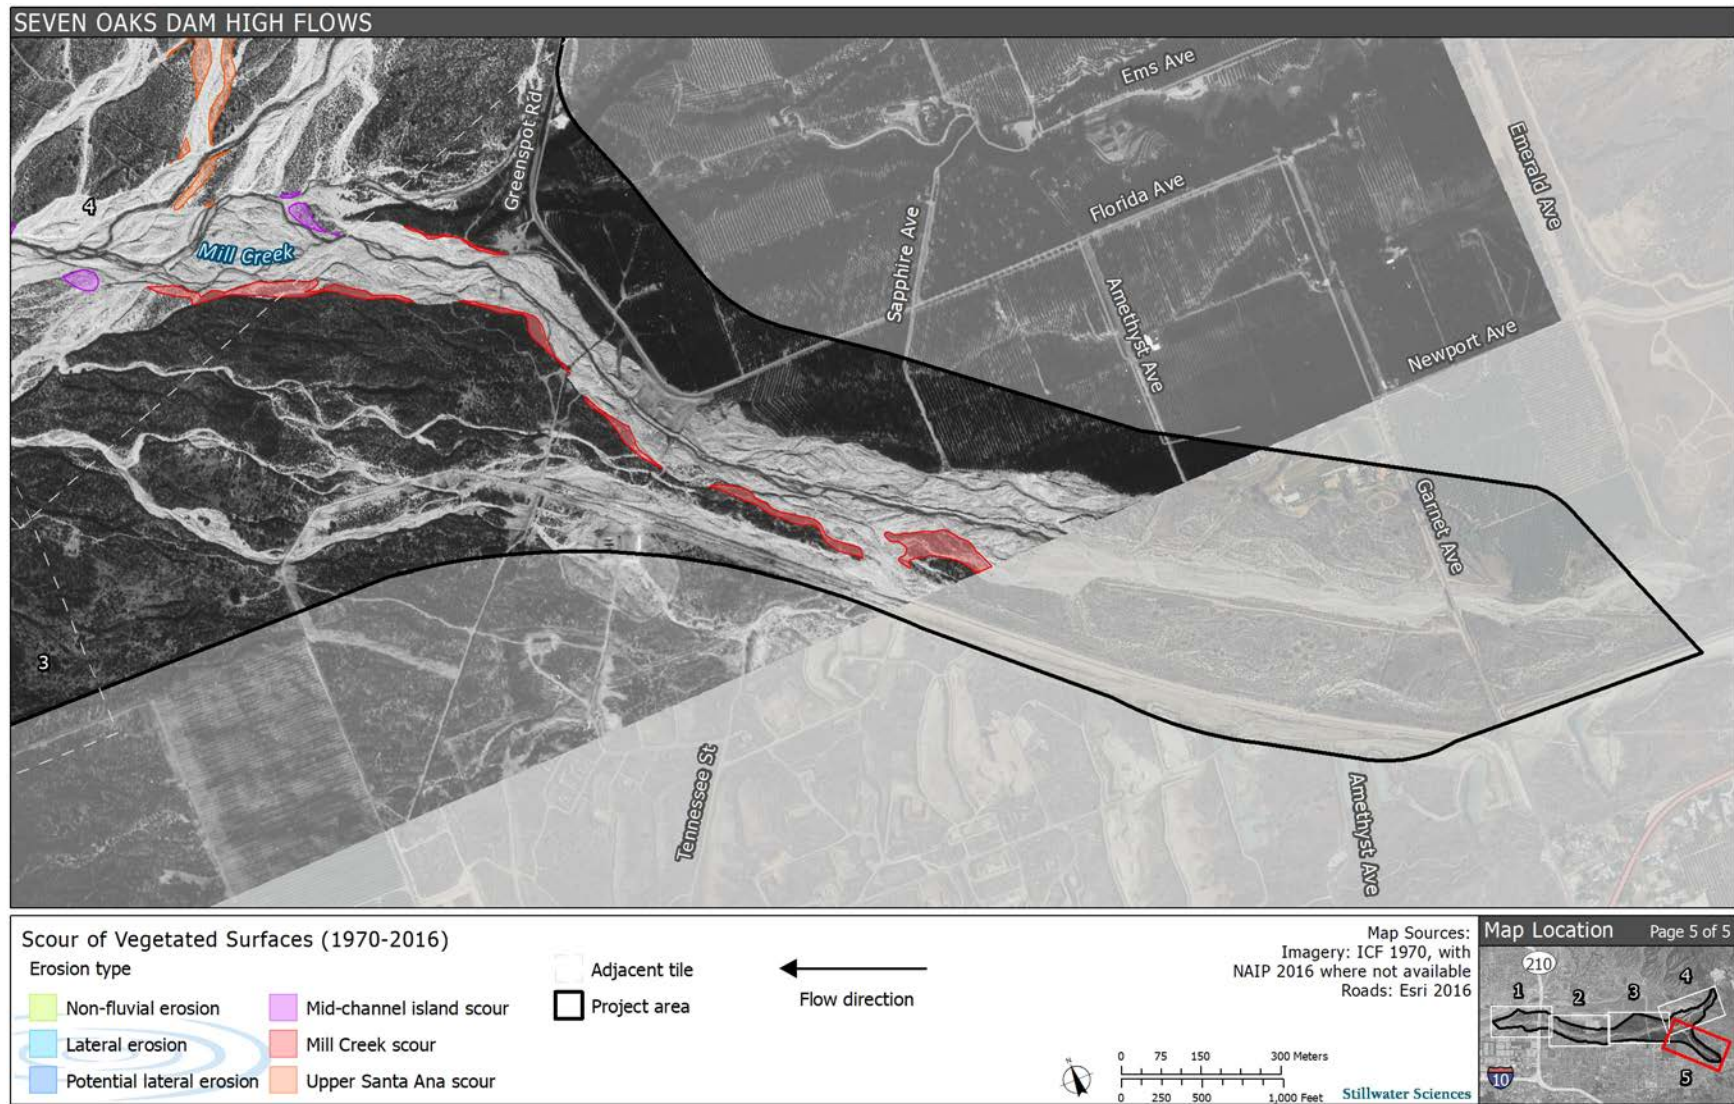 SEVEN OAKS DAM HIGH FLOWS
Ems Ave
Greenspot Rd
Emerald Ave
Florida Ave
4
Mill Creek
Sapphire Ave
Amethyst Ave
Newport Ave
Garnet Ave
3
Tennessee St
Amethyst Ave
Scour of Vegetated Surfaces (1970-2016)
Erosion type
Non-fluvial erosion
Lateral erosion
Potential lateral erosion
Mid-channel island scour
Mill Creek scour
Upper Santa Ana scour
Adjacent tile
Project area
Flow direction
Map Sources:
Imagery: ICF 1970, with
NAIP 2016 where not available
Roads: Esri 2016
N
0 75 150 300 Meters
0 250 500 1,000 Feet
Stillwater Sciences
Map Location Page 5 of 5
210
4
1
2
3
10
5